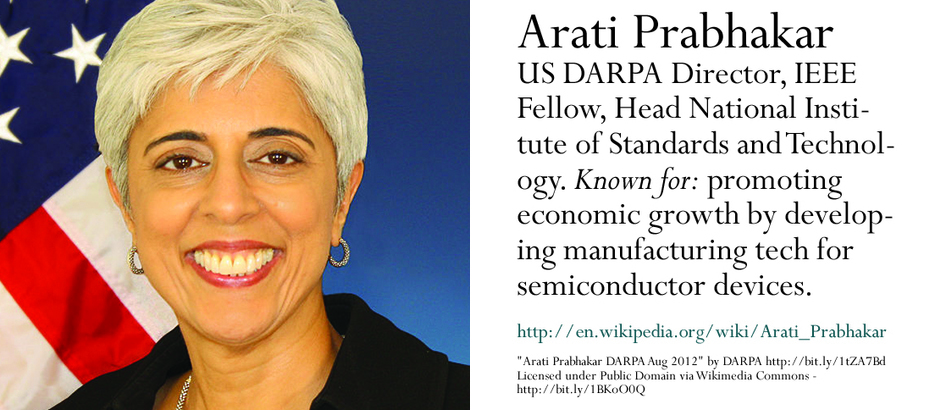 Arati Prabhakar
US DARPA Director, IEEE
Fellow, Head National Insti-
tute of Standards and Technol-
ogy. Known for: promoting
economic growth by develop-
ing manufacturing tech for
semiconductor devices.
http://en.wikipedia.org/wiki/Arati_Prabhakar
"Arati Prabhakar DARPA Aug 2012" by DARPA http://bit.ly/1tZA7Bd
Licensed under Public Domain via Wikimedia Commons -
http://bit.ly/1BKoO0Q